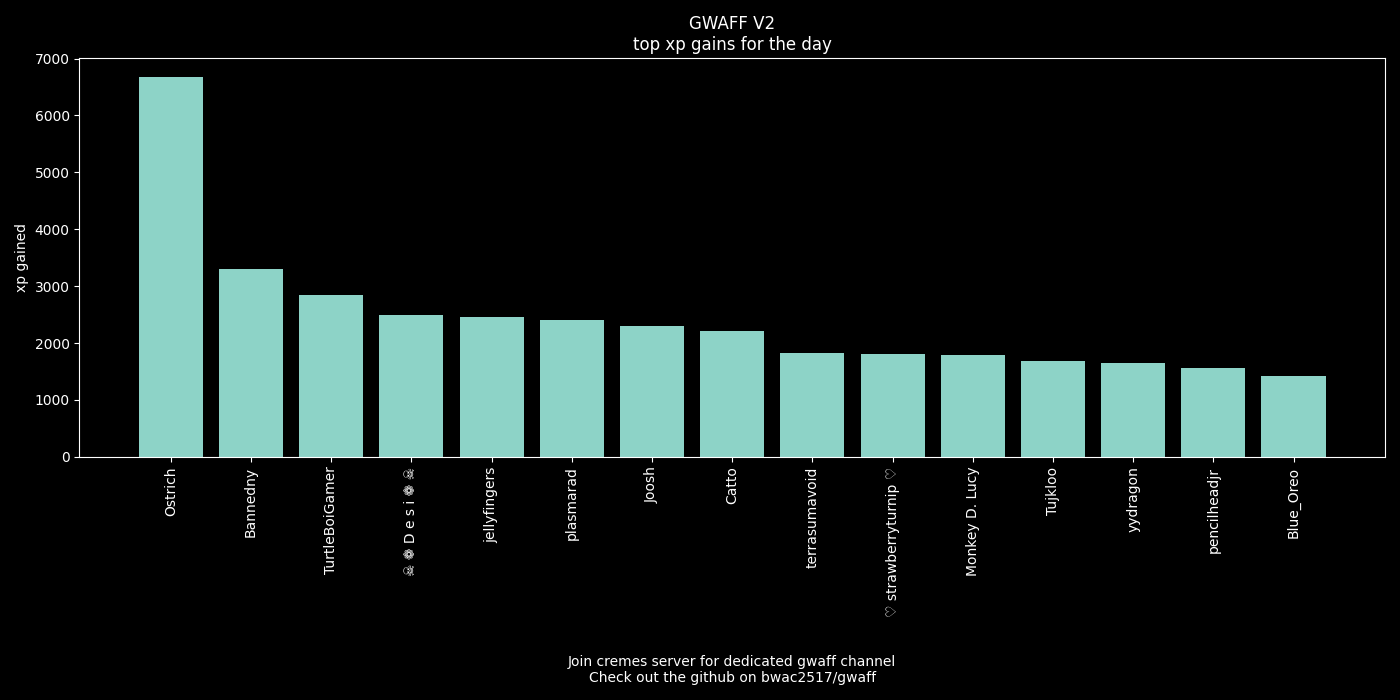 GWAFF V2
top xp gains for the day
7000
6000
5000
4000
3000
2000
1000
0
xp gained
Ostrich
Bannedny
TurtleBoiGamer
☠ ❁ D e s i ❁ ☠
jellyfingers
plasmarad
Joosh
Catto
terrasumavoid
♡ strawberryturnip ♡
Monkey D. Lucy
Tujkloo
yydragon
pencilheadjr
Blue_Oreo
Join cremes server for dedicated gwaff channel
Check out the github on bwac2517/gwaff